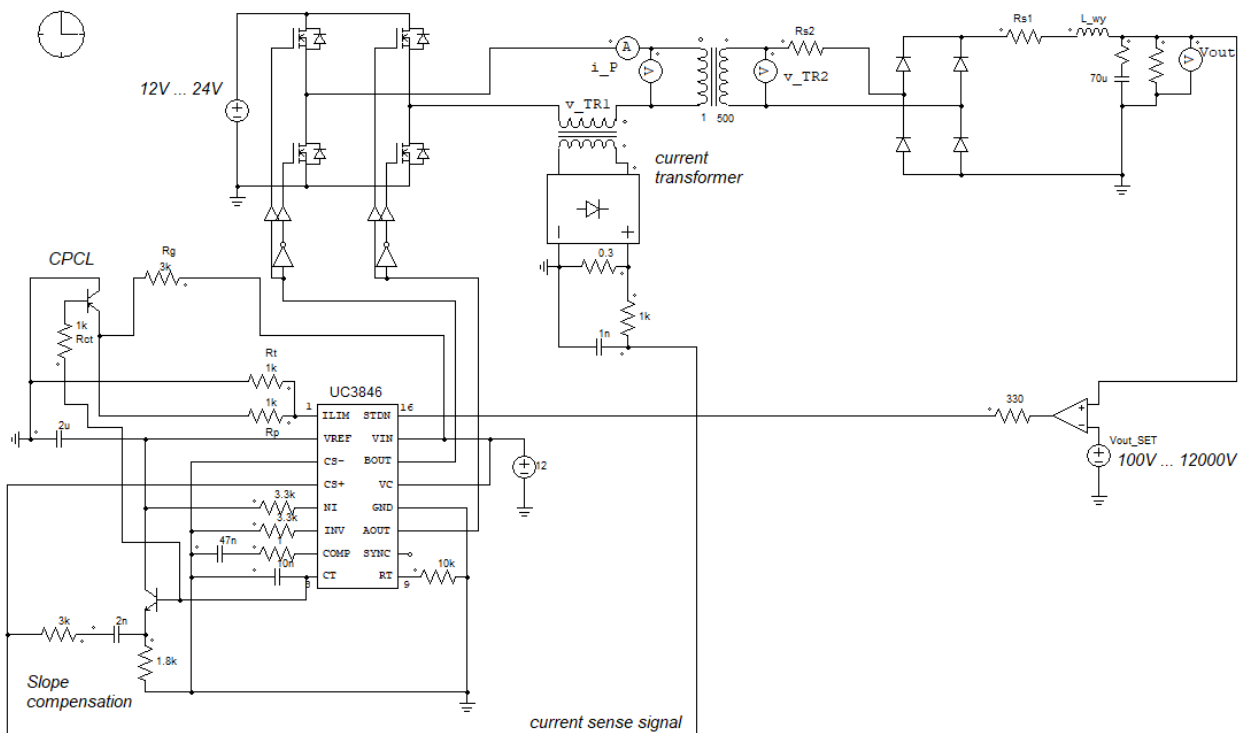 12V ... 24V
A
i_P
V
v_TR1
1 500
V
v_TR2
Rs2
Rs1
L_wy
70u
V
Vout
current
transformer
0.3
1k
1n
CPCL
Rg
3k
1k
Rct
Rt
1k
1k
Rp
2u
UC3846
1 ILIM STDN 16
VREF VIN
CS- BOUT
CS+ VC
NI GND
INV AOUT
COMP SYNC
8 CT RT 9
3.3k
3.3k
47n
1
10n
10k
12
330
Vout_SET
100V ... 12000V
3k
2n
1.8k
Slope
compensation
current sense signal